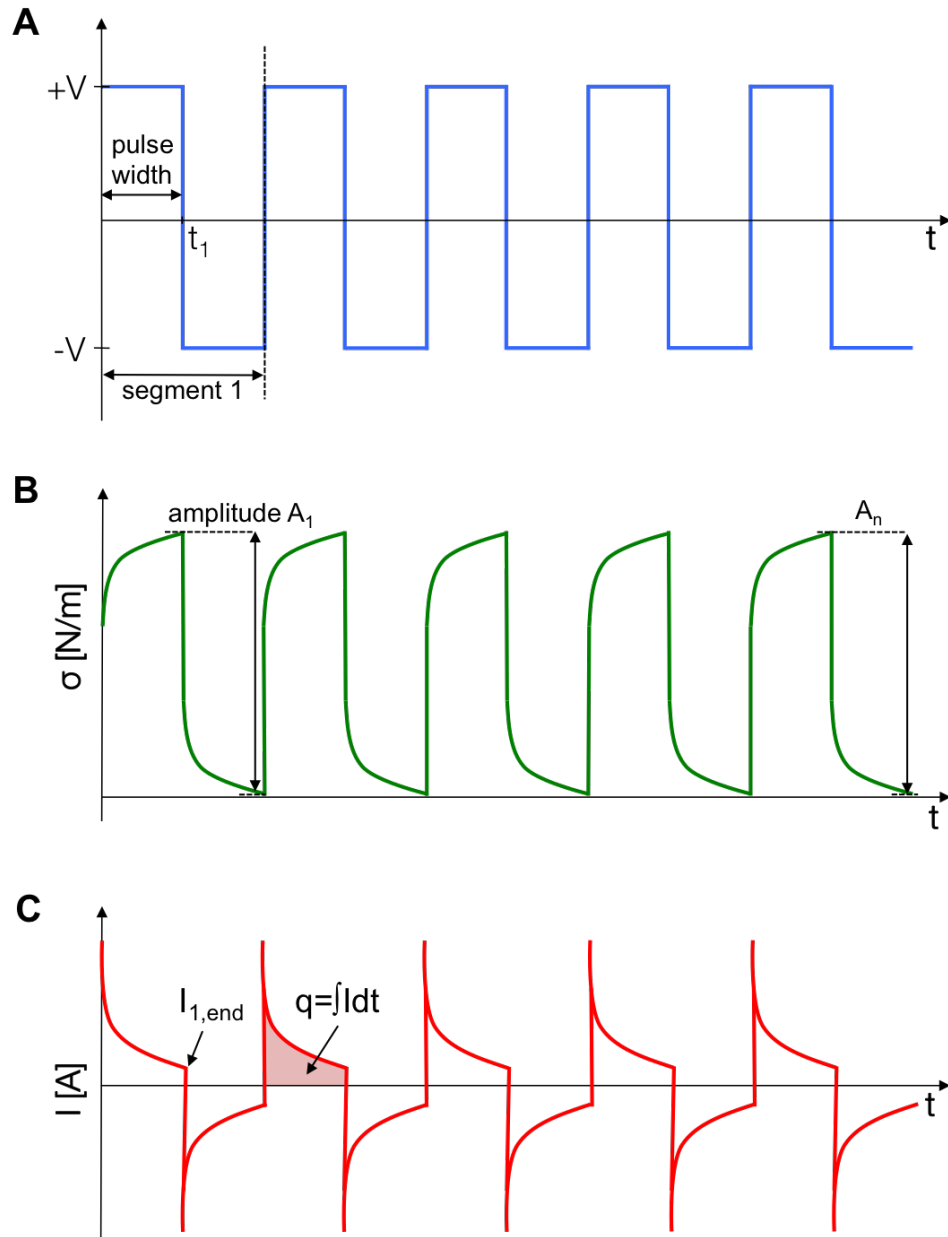 A
+V
pulse
width
t₁
t
-V
segment 1
B
amplitude A₁
Aₙ
σ [N/m]
t
C
I₁,end
q=∫Idt
I [A]
t